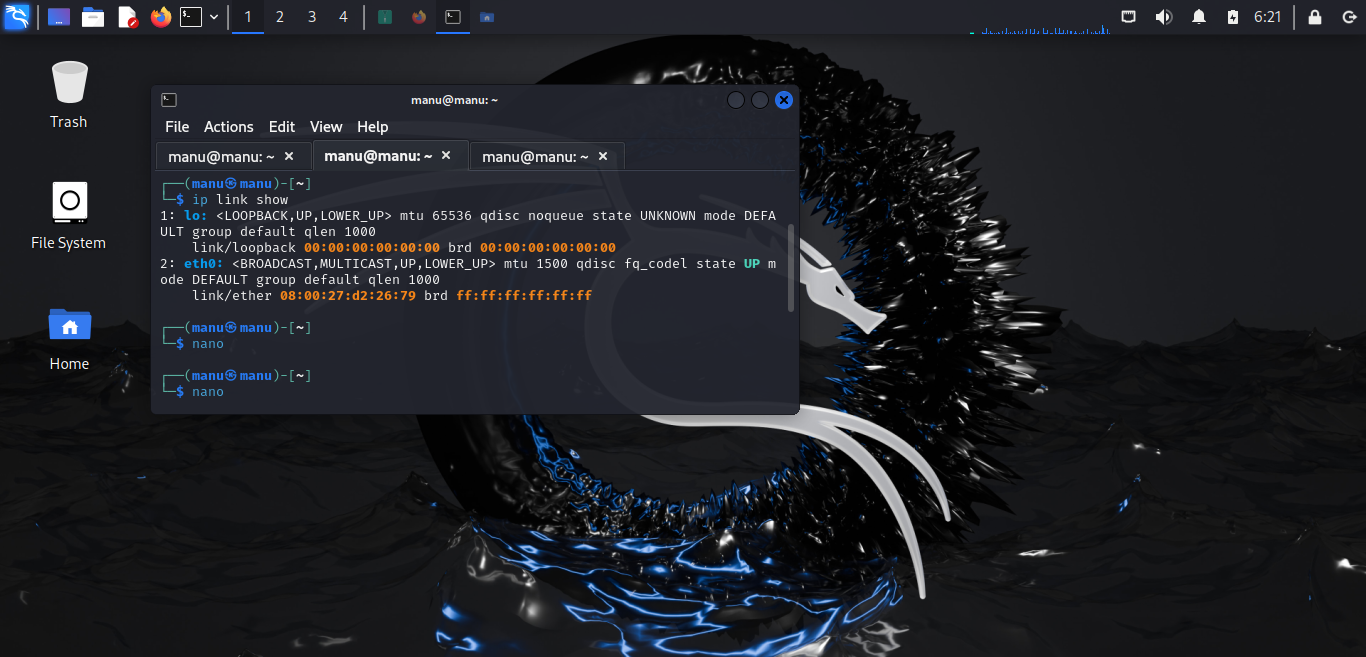 1 2 3 4 6:21
Trash
File System
Home
manu@manu: ~
File Actions Edit View Help
manu@manu: ~ × manu@manu: ~ × manu@manu: ~ ×
┌──(manu㉿manu)-[~]
└─$ ip link show
1: lo: <LOOPBACK,UP,LOWER_UP> mtu 65536 qdisc noqueue state UNKNOWN mode DEFA
ULT group default qlen 1000
    link/loopback 00:00:00:00:00:00 brd 00:00:00:00:00:00
2: eth0: <BROADCAST,MULTICAST,UP,LOWER_UP> mtu 1500 qdisc fq_codel state UP m
ode DEFAULT group default qlen 1000
    link/ether 08:00:27:d2:26:79 brd ff:ff:ff:ff:ff:ff
┌──(manu㉿manu)-[~]
└─$ nano
┌──(manu㉿manu)-[~]
└─$ nano